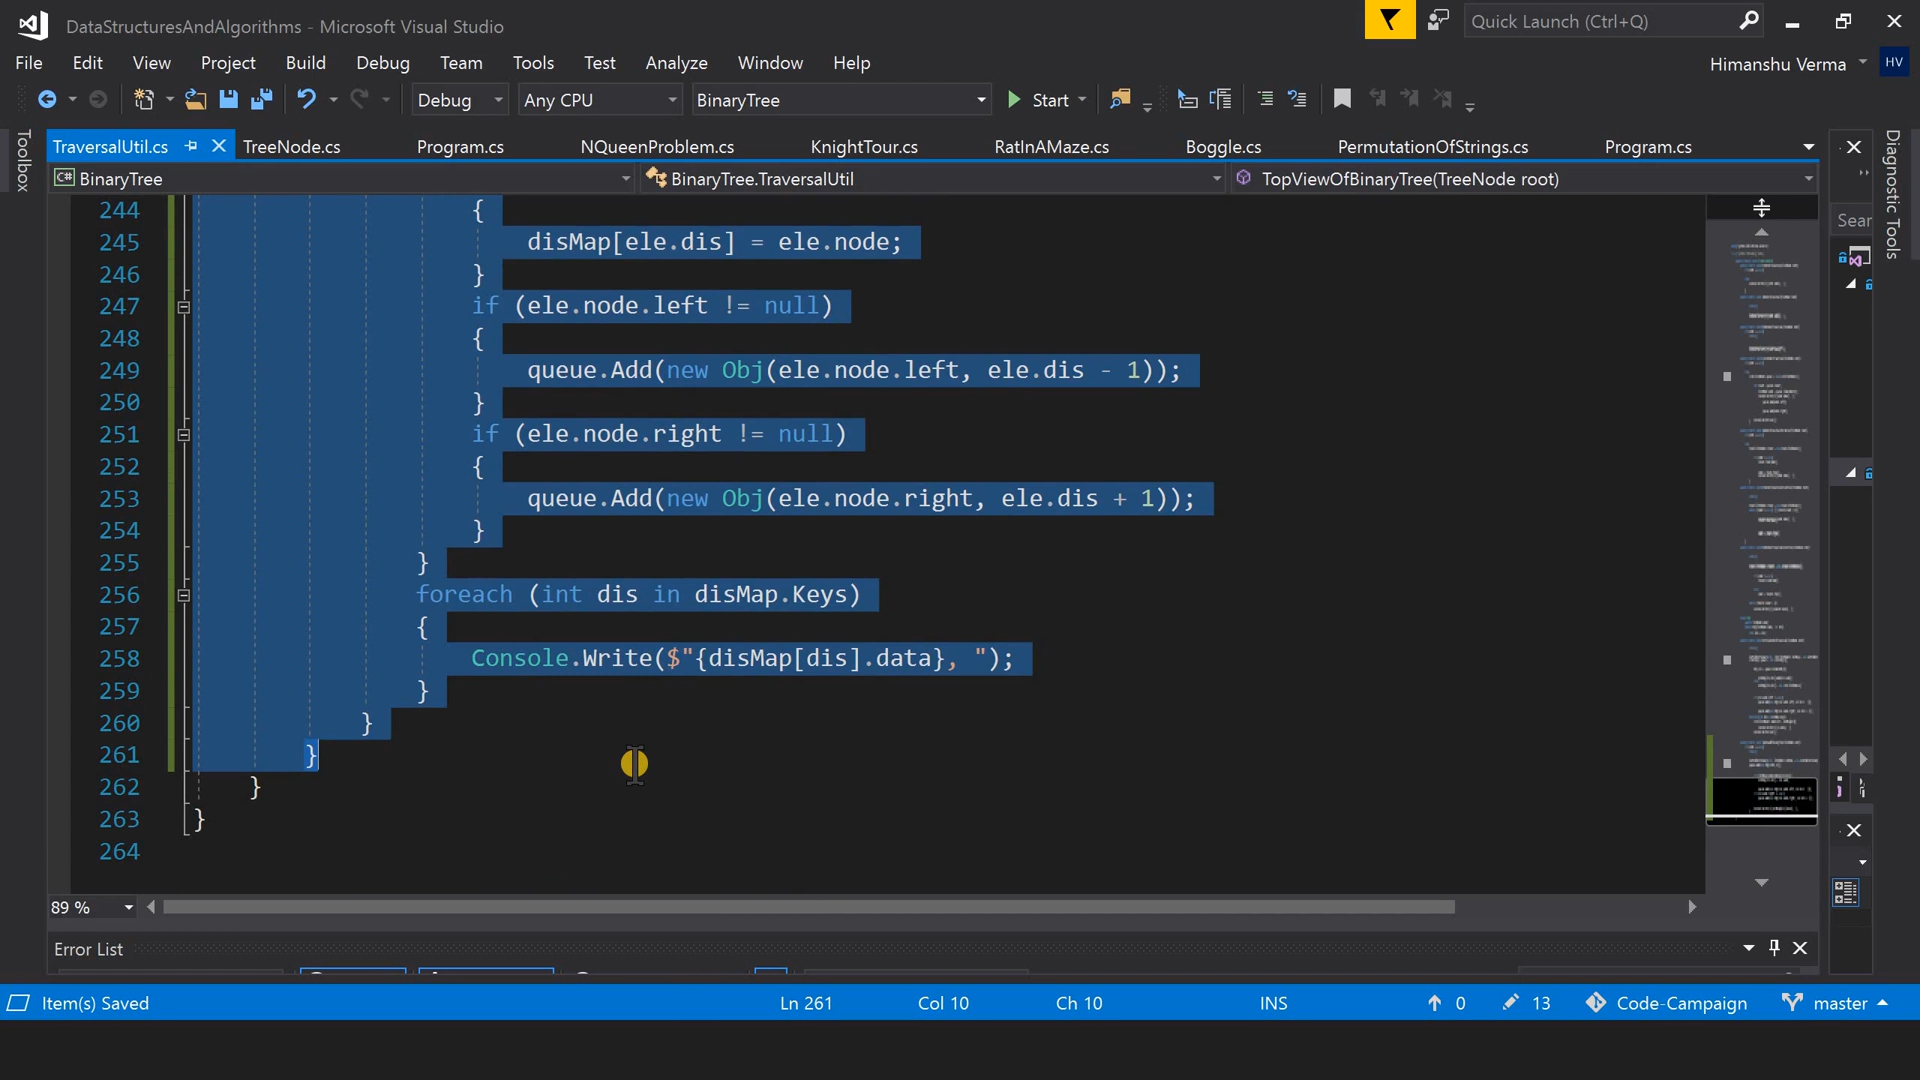 DataStructuresAndAlgorithms - Microsoft Visual Studio
Quick Launch (Ctrl+Q)
File Edit View Project Build Debug Team Tools Test Analyze Window Help
Himanshu Verma HV
Debug Any CPU BinaryTree Start
Toolbox
TraversalUtil.cs TreeNode.cs Program.cs NQueenProblem.cs KnightTour.cs RatInAMaze.cs Boggle.cs PermutationOfStrings.cs Program.cs
Diagnostic Tools
BinaryTree BinaryTree.TraversalUtil TopViewOfBinaryTree(TreeNode root)
Sear
244 {
245 disMap[ele.dis] = ele.node;
246 }
247 if (ele.node.left != null)
248 {
249 queue.Add(new Obj(ele.node.left, ele.dis - 1));
250 }
251 if (ele.node.right != null)
252 {
253 queue.Add(new Obj(ele.node.right, ele.dis + 1));
254 }
255 }
256 foreach (int dis in disMap.Keys)
257 {
258 Console.Write($"{disMap[dis].data}, ");
259 }
260 }
261 }
262 }
263 }
264
89 %
Error List
Item(s) Saved Ln 261 Col 10 Ch 10 INS 0 13 Code-Campaign master